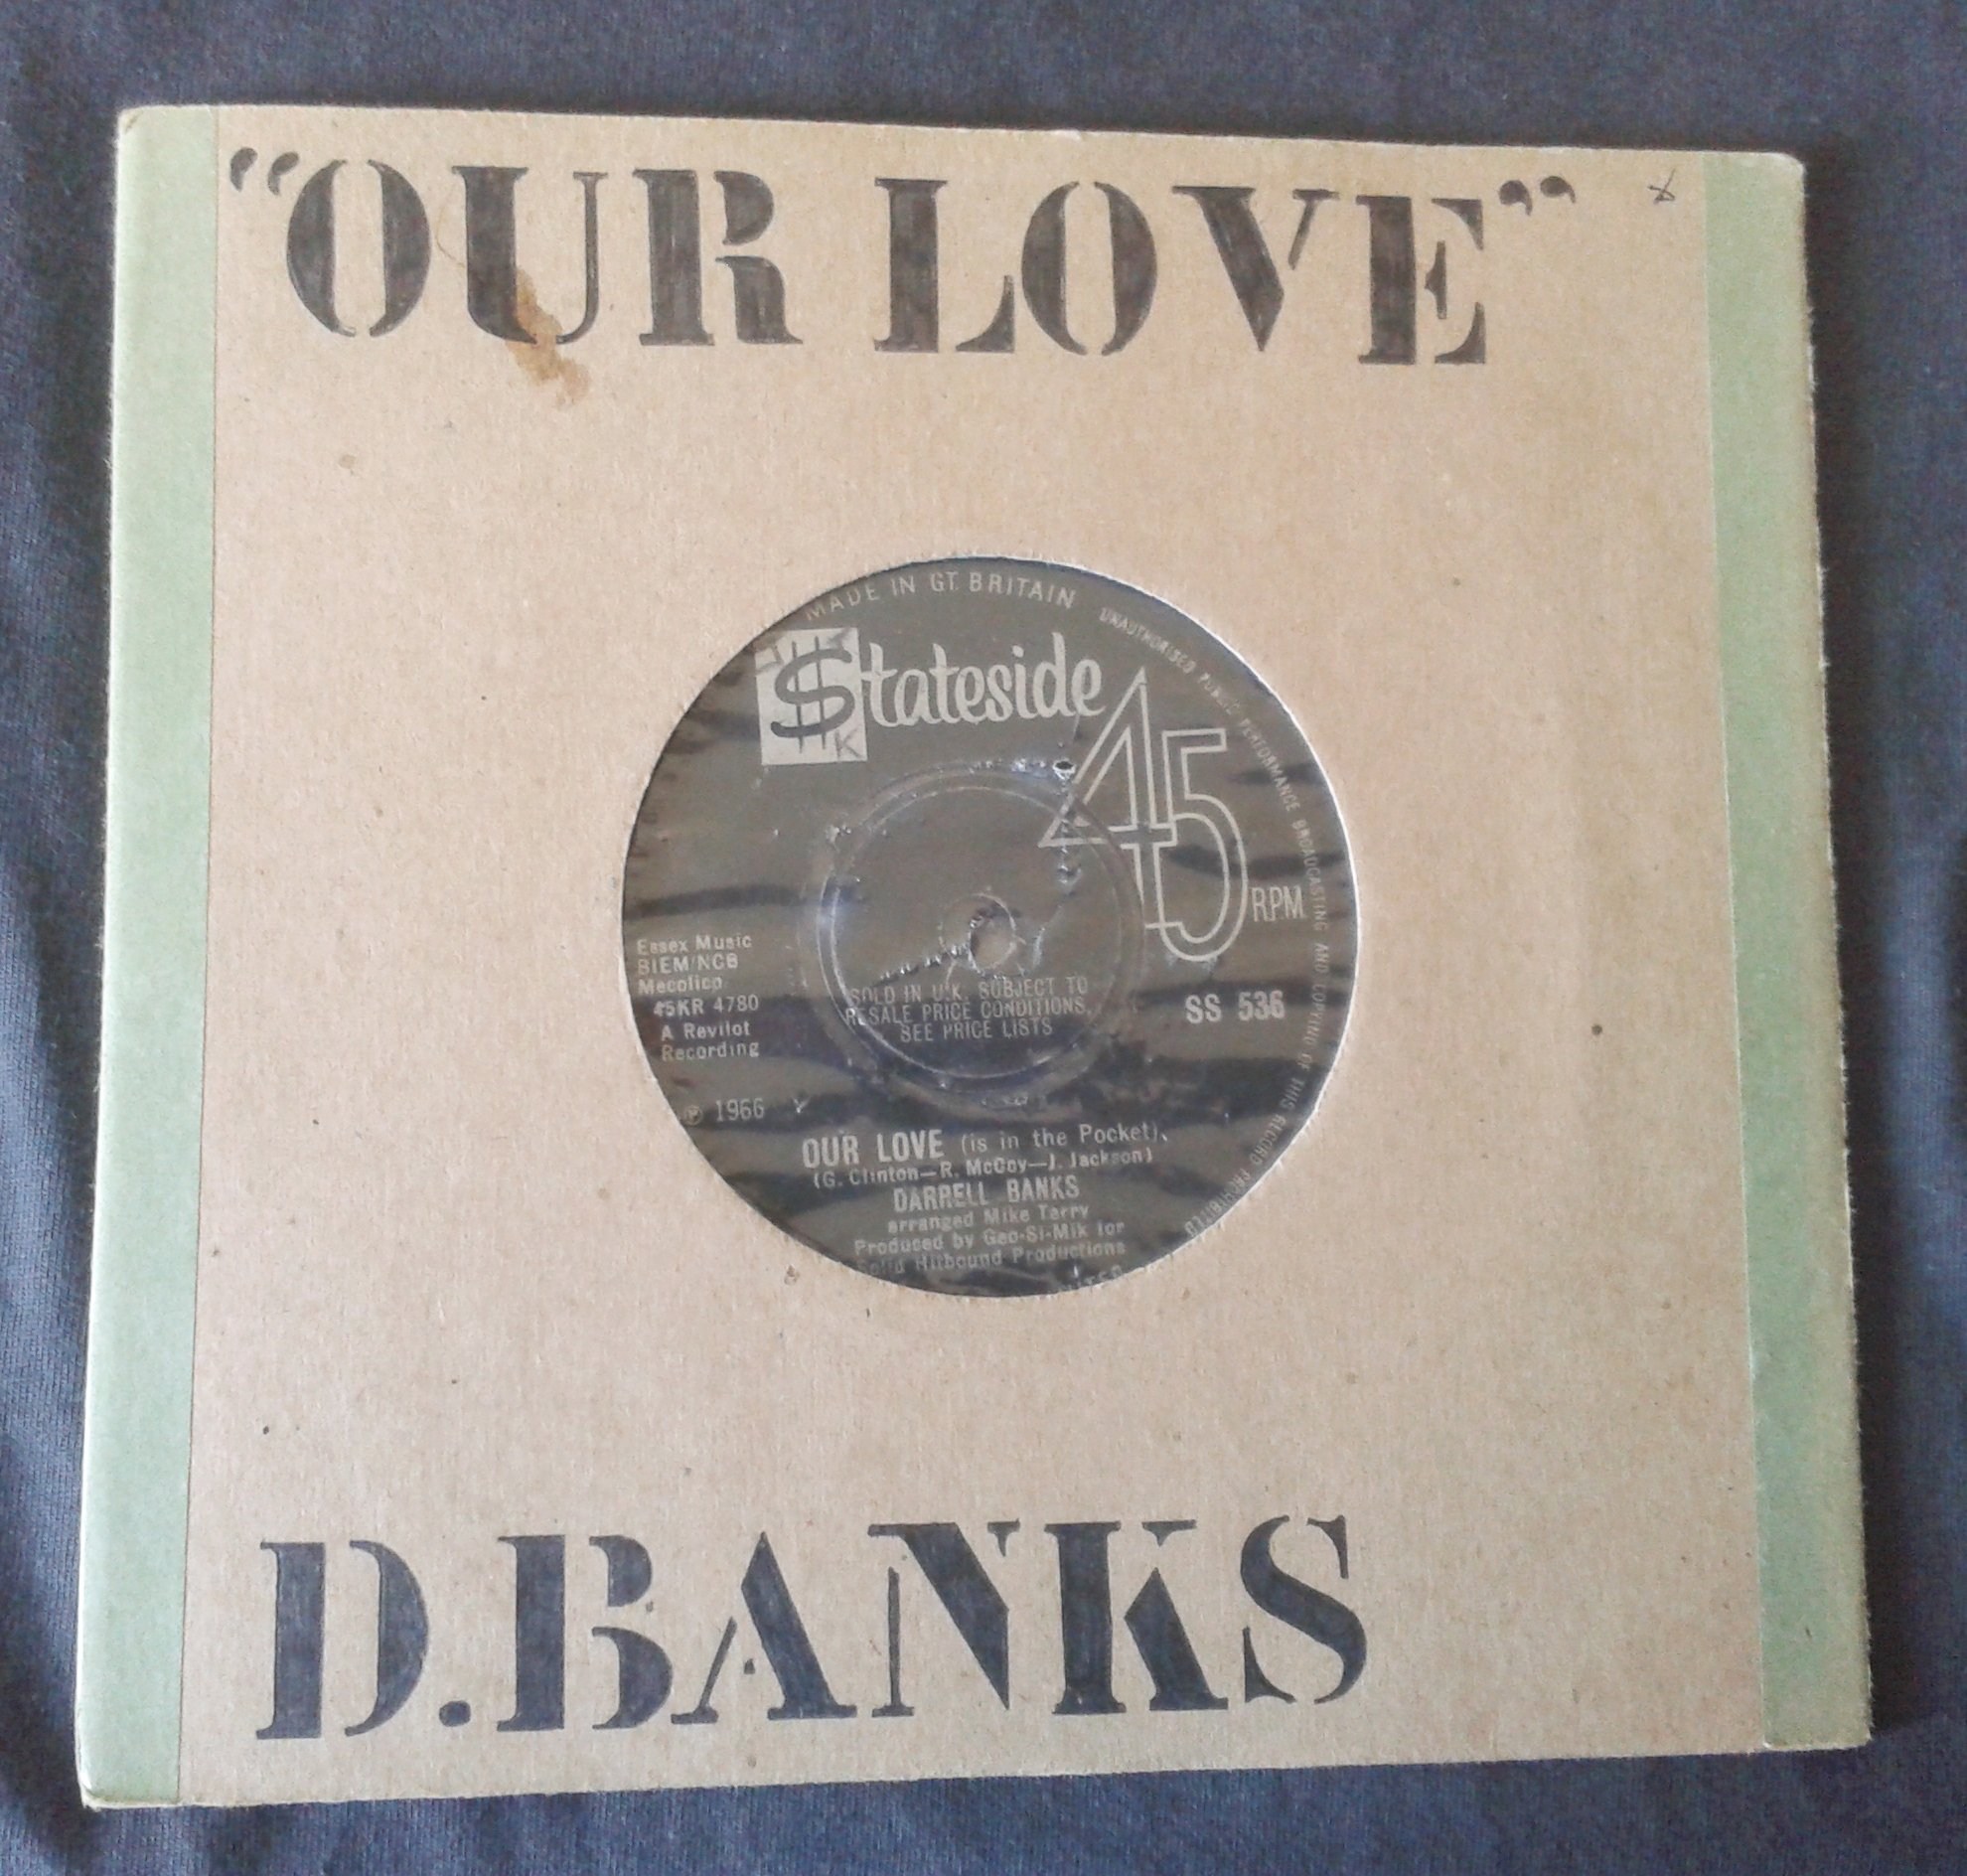 “OUR LOVE”
MADE IN GT. BRITAIN
UNAUTHORISED PUBLIC PERFORMANCE BROADCASTING AND COPYING OF THIS RECORD PROHIBITED
Stateside
K
45
RPM
Essex Music
BIEM/NCB
Mecolico
45KR 4780
A Revilot
Recording
SOLD IN U.K. SUBJECT TO
RESALE PRICE CONDITIONS,
SEE PRICE LISTS
SS 536
℗ 1966
OUR LOVE (is in the Pocket)
(G. Clinton—R. McCoy—J. Jackson)
DARRELL BANKS
arranged Mike Terry
Produced by Geo-Si-Mik for
Solid Hitbound Productions
D.BANKS